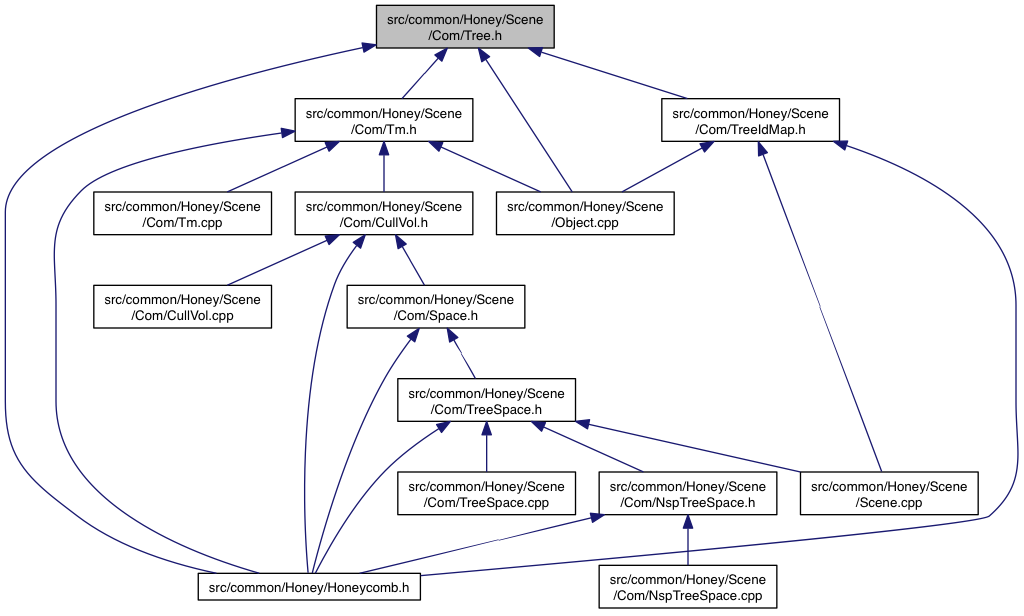 src/common/Honey/Scene
/Com/Tree.h
src/common/Honey/Scene
/Com/Tm.h
src/common/Honey/Scene
/Com/TreeIdMap.h
src/common/Honey/Scene
/Com/Tm.cpp
src/common/Honey/Scene
/Com/CullVol.h
src/common/Honey/Scene
/Object.cpp
src/common/Honey/Scene
/Com/CullVol.cpp
src/common/Honey/Scene
/Com/Space.h
src/common/Honey/Scene
/Com/TreeSpace.h
src/common/Honey/Scene
/Com/TreeSpace.cpp
src/common/Honey/Scene
/Com/NspTreeSpace.h
src/common/Honey/Scene
/Scene.cpp
src/common/Honey/Honeycomb.h
src/common/Honey/Scene
/Com/NspTreeSpace.cpp